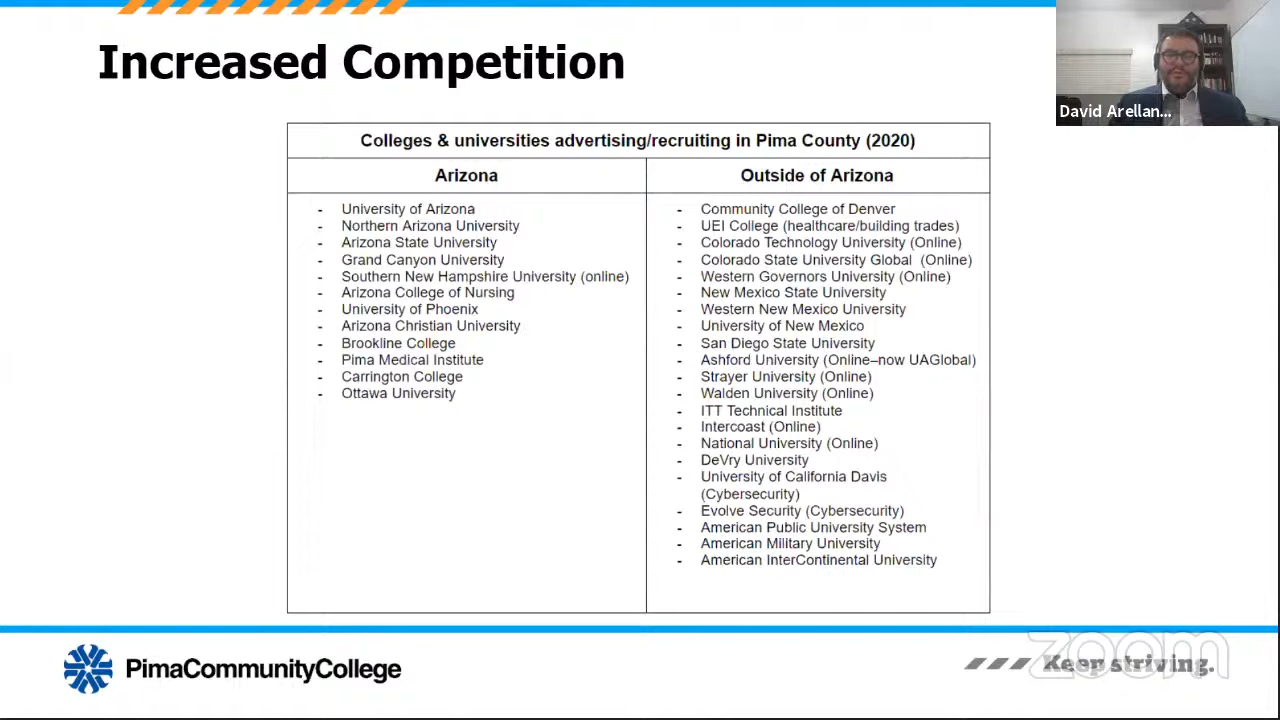 Increased Competition
David Arellan...
Colleges & universities advertising/recruiting in Pima County (2020)
Arizona
- University of Arizona
- Northern Arizona University
- Arizona State University
- Grand Canyon University
- Southern New Hampshire University (online)
- Arizona College of Nursing
- University of Phoenix
- Arizona Christian University
- Brookline College
- Pima Medical Institute
- Carrington College
- Ottawa University
Outside of Arizona
- Community College of Denver
- UEI College (healthcare/building trades)
- Colorado Technology University (Online)
- Colorado State University Global (Online)
- Western Governors University (Online)
- New Mexico State University
- Western New Mexico University
- University of New Mexico
- San Diego State University
- Ashford University (Online–now UAGlobal)
- Strayer University (Online)
- Walden University (Online)
- ITT Technical Institute
- Intercoast (Online)
- National University (Online)
- DeVry University
- University of California Davis
(Cybersecurity)
- Evolve Security (Cybersecurity)
- American Public University System
- American Military University
- American InterContinental University
PimaCommunityCollege
Keep striving.
zoom